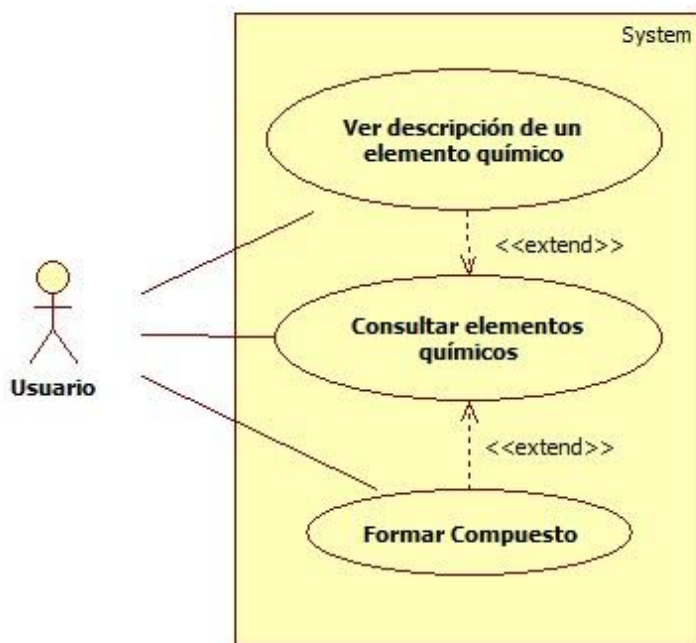 System
Ver descripción de un
elemento químico
<<extend>>
Consultar elementos
químicos
Usuario
<<extend>>
Formar Compuesto